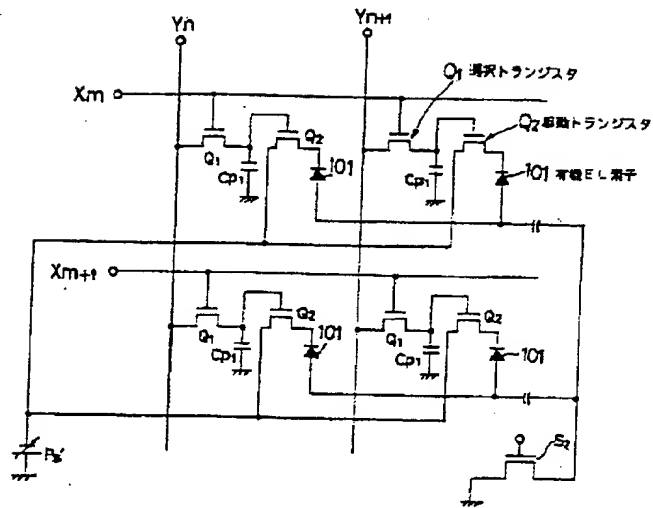 Yn
Yn+1
Q1 選択トランジスタ
Xm
Q2 駆動トランジスタ
Q1
Q2
Cp1
101
Cp1
101 有機EL素子
Xm+1
Q1
Q2
Cp1
101
Q1
Q2
Cp1
101
S2